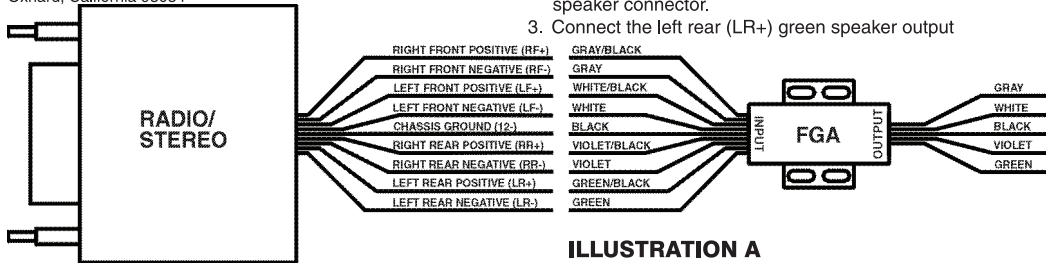 speaker connector.
3. Connect the left rear (LR+) green speaker output
RADIO/
STEREO
RIGHT FRONT POSITIVE (RF+) GRAY/BLACK
RIGHT FRONT NEGATIVE (RF-) GRAY
LEFT FRONT POSITIVE (LF+) WHITE/BLACK
LEFT FRONT NEGATIVE (LF-) WHITE
CHASSIS GROUND (12-) BLACK
RIGHT REAR POSITIVE (RR+) VIOLET/BLACK
RIGHT REAR NEGATIVE (RR-) VIOLET
LEFT REAR POSITIVE (LR+) GREEN/BLACK
LEFT REAR NEGATIVE (LR-) GREEN
INPUT
FGA
OUTPUT
GRAY
WHITE
BLACK
VIOLET
GREEN
ILLUSTRATION A